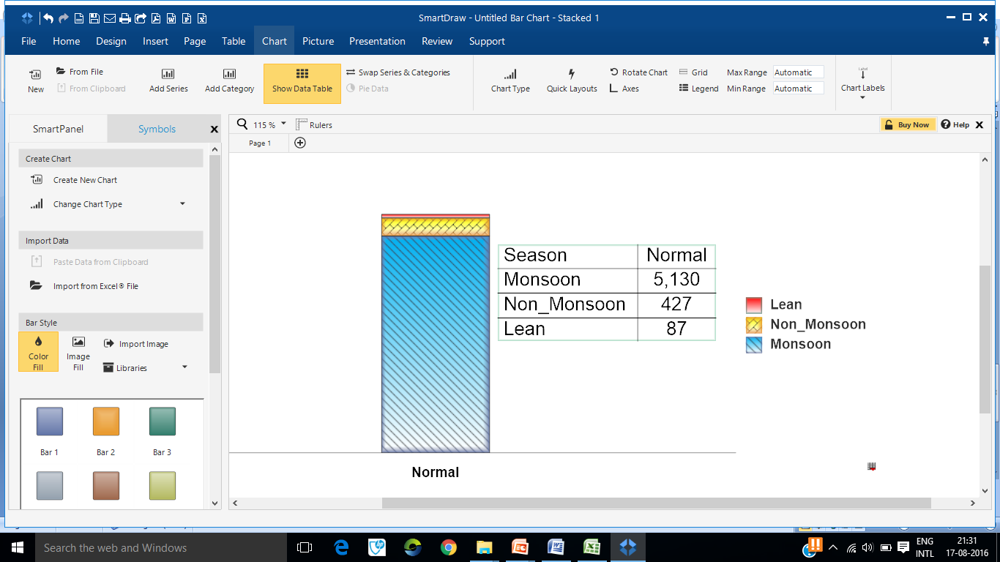 SmartDraw - Untitled Bar Chart - Stacked 1
File Home Design Insert Page Table Chart Picture Presentation Review Support
New
From File
From Clipboard
Add Series
Add Category
Show Data Table
Swap Series & Categories
Pie Data
Chart Type
Quick Layouts
Rotate Chart
Axes
Grid
Legend
Max Range Automatic
Min Range Automatic
Label
Chart Labels
SmartPanel Symbols
115 % Rulers
Buy Now Help
Page 1
Create Chart
Create New Chart
Change Chart Type
Import Data
Paste Data from Clipboard
Import from Excel® File
Bar Style
Color Fill
Image Fill
Import Image
Libraries
Bar 1 Bar 2 Bar 3
Season Normal
Monsoon 5,130
Non_Monsoon 427
Lean 87
Lean
Non_Monsoon
Monsoon
Normal
Search the web and Windows
ENG
INTL
21:31
17-08-2016